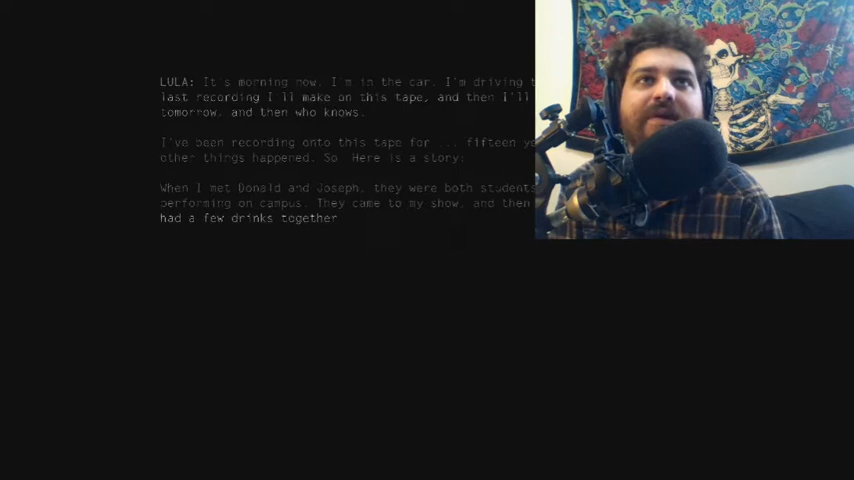 LULA: It's morning now. I'm in the car. I'm driving
last recording I'll make on this tape, and then I'll
tomorrow, and then who knows.
I've been recording onto this tape for ... fifteen
other things happened. So. Here is a story:
When I met Donald and Joseph, they were both students
performing on campus. They came to my show, and then
had a few drinks together